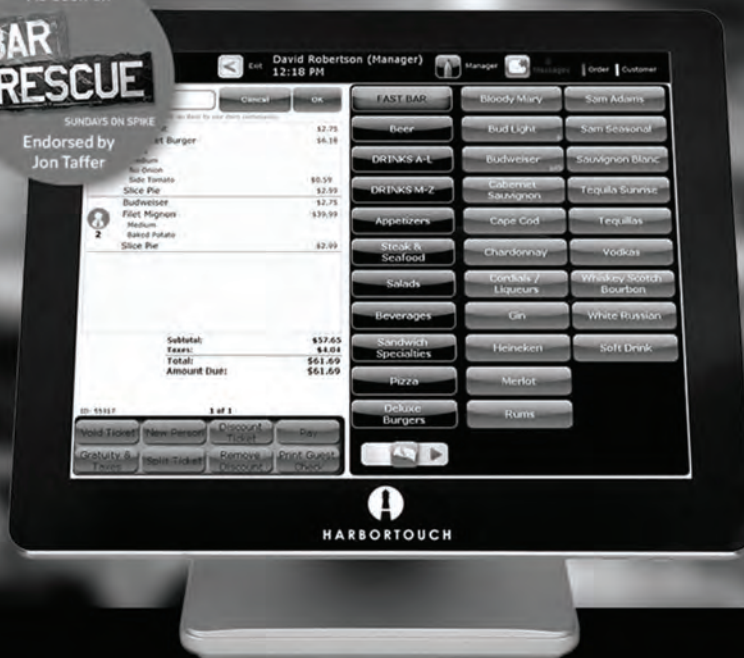 BAR
RESCUE
SUNDAYS ON SPIKE
Endorsed by
Jon Taffer
Exit
David Robertson (Manager)
12:18 PM
Manager
Messages
Order
Customer
Cancel
OK
$2.75
Burger
$6.18
No Onion
Side Tomato
$0.59
Slice Pie
$2.99
Budweiser
$2.75
2
Filet Mignon
$39.99
Medium
Baked Potato
Slice Pie
$2.99
Subtotal:
$57.65
Taxes:
$4.04
Total:
$61.69
Amount Due:
$61.69
ID: 55317
1 of 1
Void Ticket
New Person
Discount
Ticket
Pay
Gratuity &
Taxes
Split Ticket
Remove
Discount
Print Guest
Check
FAST BAR
Bloody Mary
Sam Adams
Beer
Bud Light
Sam Seasonal
DRINKS A-L
Budweiser
Sauvignon Blanc
DRINKS M-Z
Cabernet
Sauvignon
Tequila Sunrise
Appetizers
Cape Cod
Tequillas
Steak &
Seafood
Chardonnay
Vodkas
Salads
Cordials /
Liqueurs
Whiskey Scotch
Bourbon
Beverages
Gin
White Russian
Sandwich
Specialties
Heineken
Soft Drink
Pizza
Merlot
Deluxe
Burgers
Rums
HARBORTOUCH